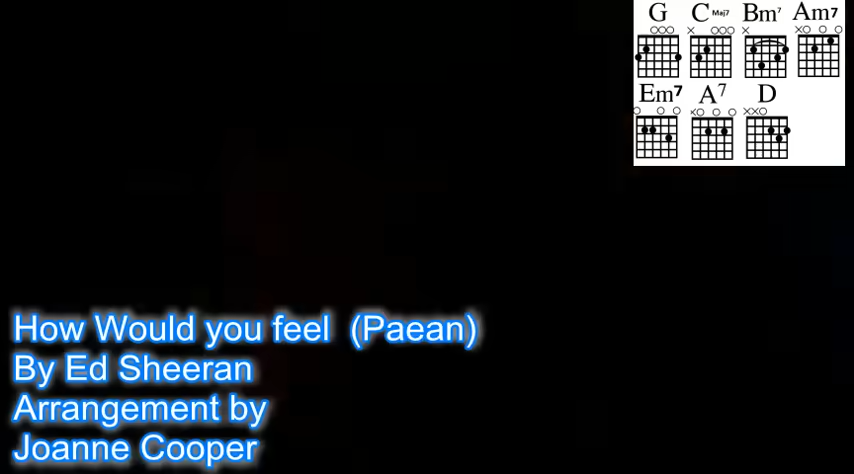 G C Maj7 Bm7 Am7
Em7 A7 D
How Would you feel (Paean)
By Ed Sheeran
Arrangement by
Joanne Cooper